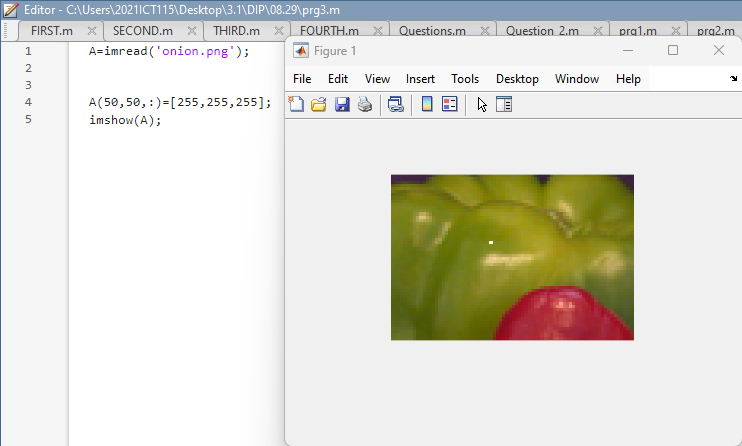 Editor - C:\Users\2021ICT115\Desktop\3.1\DIP\08.29\prg3.m
FIRST.m SECOND.m THIRD.m FOURTH.m Questions.m Question_2.m prg1.m prg2.m
1 A=imread('onion.png');
2
3
4 A(50,50,:)=[255,255,255];
5 imshow(A);
Figure 1
File Edit View Insert Tools Desktop Window Help